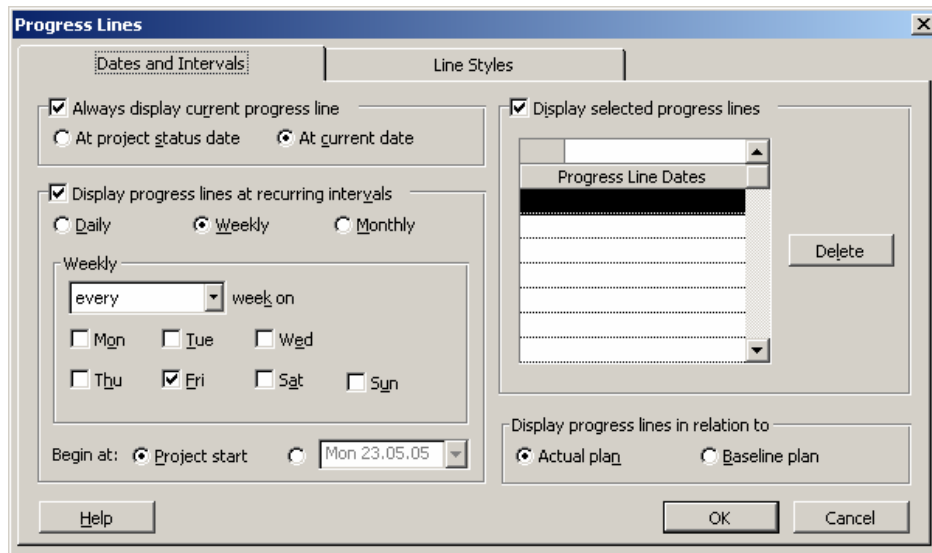 Progress Lines
Dates and Intervals
Line Styles
Always display current progress line
At project status date
At current date
Display progress lines at recurring intervals
Daily
Weekly
Monthly
Weekly
every
week on
Mon
Tue
Wed
Thu
Fri
Sat
Sun
Begin at:
Project start
Mon 23.05.05
Display selected progress lines
Progress Line Dates
Delete
Display progress lines in relation to
Actual plan
Baseline plan
Help
OK
Cancel